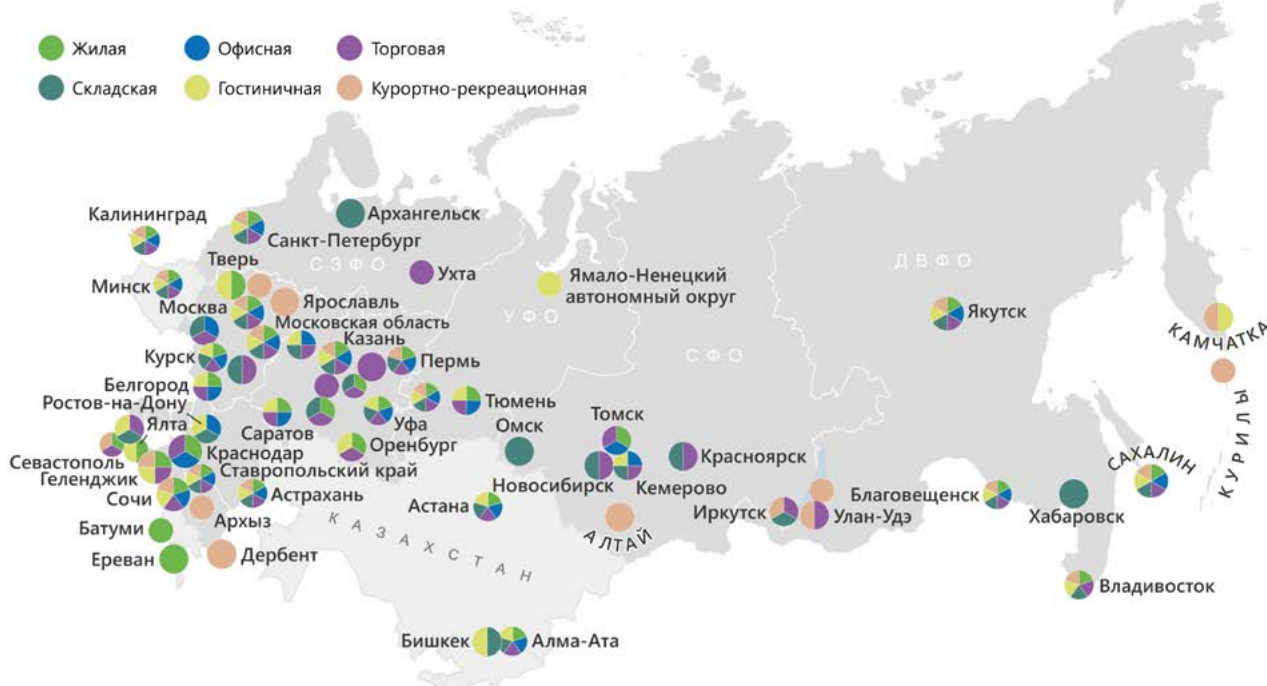 Жилая
Офисная
Торговая
Складская
Гостиничная
Курортно-рекреационная
Калининград
Санкт-Петербург
Архангельск
СЗФО
Ухта
Тверь
Минск
Ярославль
Москва
Московская область
Ямало-Ненецкий
автономный округ
УФО
СФО
ДВФО
Якутск
КАМЧАТКА
КУРИЛЫ
САХАЛИН
Казань
Курск
Пермь
Белгород
Ростов-на-Дону
Ялта
Саратов
Уфа
Тюмень
Оренбург
Омск
Томск
Красноярск
Севастополь
Краснодар
Геленджик
Ставропольский край
Сочи
Астрахань
Новосибирск
Кемерово
Астана
Иркутск
Улан-Удэ
Благовещенск
Хабаровск
Батуми
Архыз
АЛТАЙ
КАЗАХСТАН
Ереван
Дербент
Владивосток
Бишкек
Алма-Ата